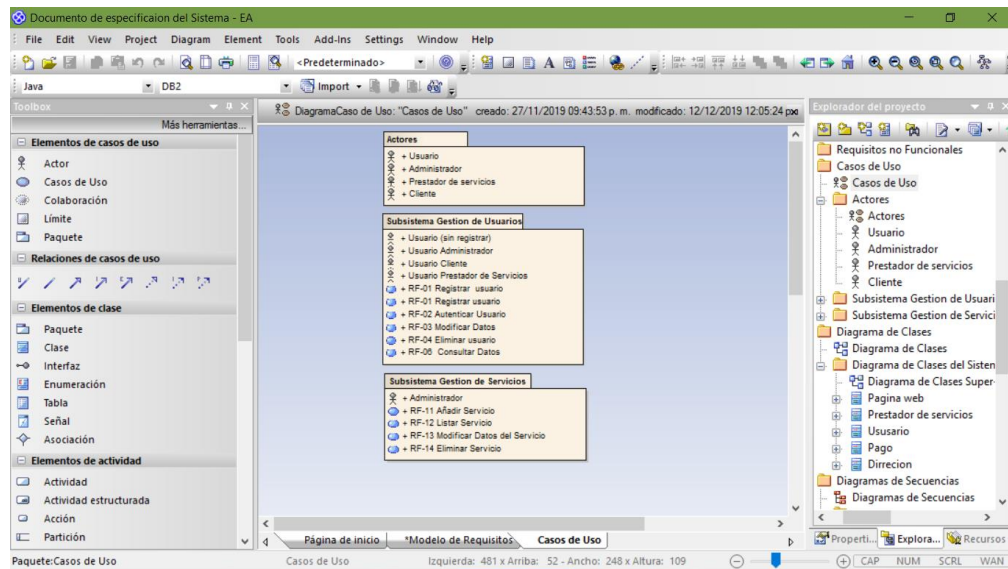 Documento de especificaion del Sistema - EA
File Edit View Project Diagram Element Tools Add-Ins Settings Window Help
<Predeterminado>
Java DB2 Import
Toolbox
Más herramientas...
Elementos de casos de uso
Actor
Casos de Uso
Colaboración
Límite
Paquete
Relaciones de casos de uso
Elementos de clase
Paquete
Clase
Interfaz
Enumeración
Tabla
Señal
Asociación
Elementos de actividad
Actividad
Actividad estructurada
Acción
Partición
DiagramaCaso de Uso: "Casos de Uso" creado: 27/11/2019 09:43:53 p. m. modificado: 12/12/2019 12:05:24 p
Actores
+ Usuario
+ Administrador
+ Prestador de servicios
+ Cliente
Subsistema Gestion de Usuarios
+ Usuario (sin registrar)
+ Usuario Administrador
+ Usuario Cliente
+ Usuario Prestador de Servicios
+ RF-01 Registrar usuario
+ RF-01 Registrar usuario
+ RF-02 Autenticar Usuario
+ RF-03 Modificar Datos
+ RF-04 Eliminar usuario
+ RF-06 Consultar Datos
Subsistema Gestion de Servicios
+ Administrador
+ RF-11 Añadir Servicio
+ RF-12 Listar Servicio
+ RF-13 Modificar Datos del Servicio
+ RF-14 Eliminar Servicio
Página de inicio *Modelo de Requisitos Casos de Uso
Explorador del proyecto
Requisitos no Funcionales
Casos de Uso
Casos de Uso
Actores
Actores
Usuario
Administrador
Prestador de servicios
Cliente
Subsistema Gestion de Usuari
Subsistema Gestion de Servici
Diagrama de Clases
Diagrama de Clases
Diagrama de Clases del Sisten
Diagrama de Clases Super-
Pagina web
Prestador de servicios
Ususario
Pago
Dirrecion
Diagramas de Secuencias
Diagramas de Secuencias
Properti... Explora... Recursos
Paquete:Casos de Uso Casos de Uso Izquierda: 481 x Arriba: 52 - Ancho: 248 x Altura: 109 CAP NUM SCRL WAN